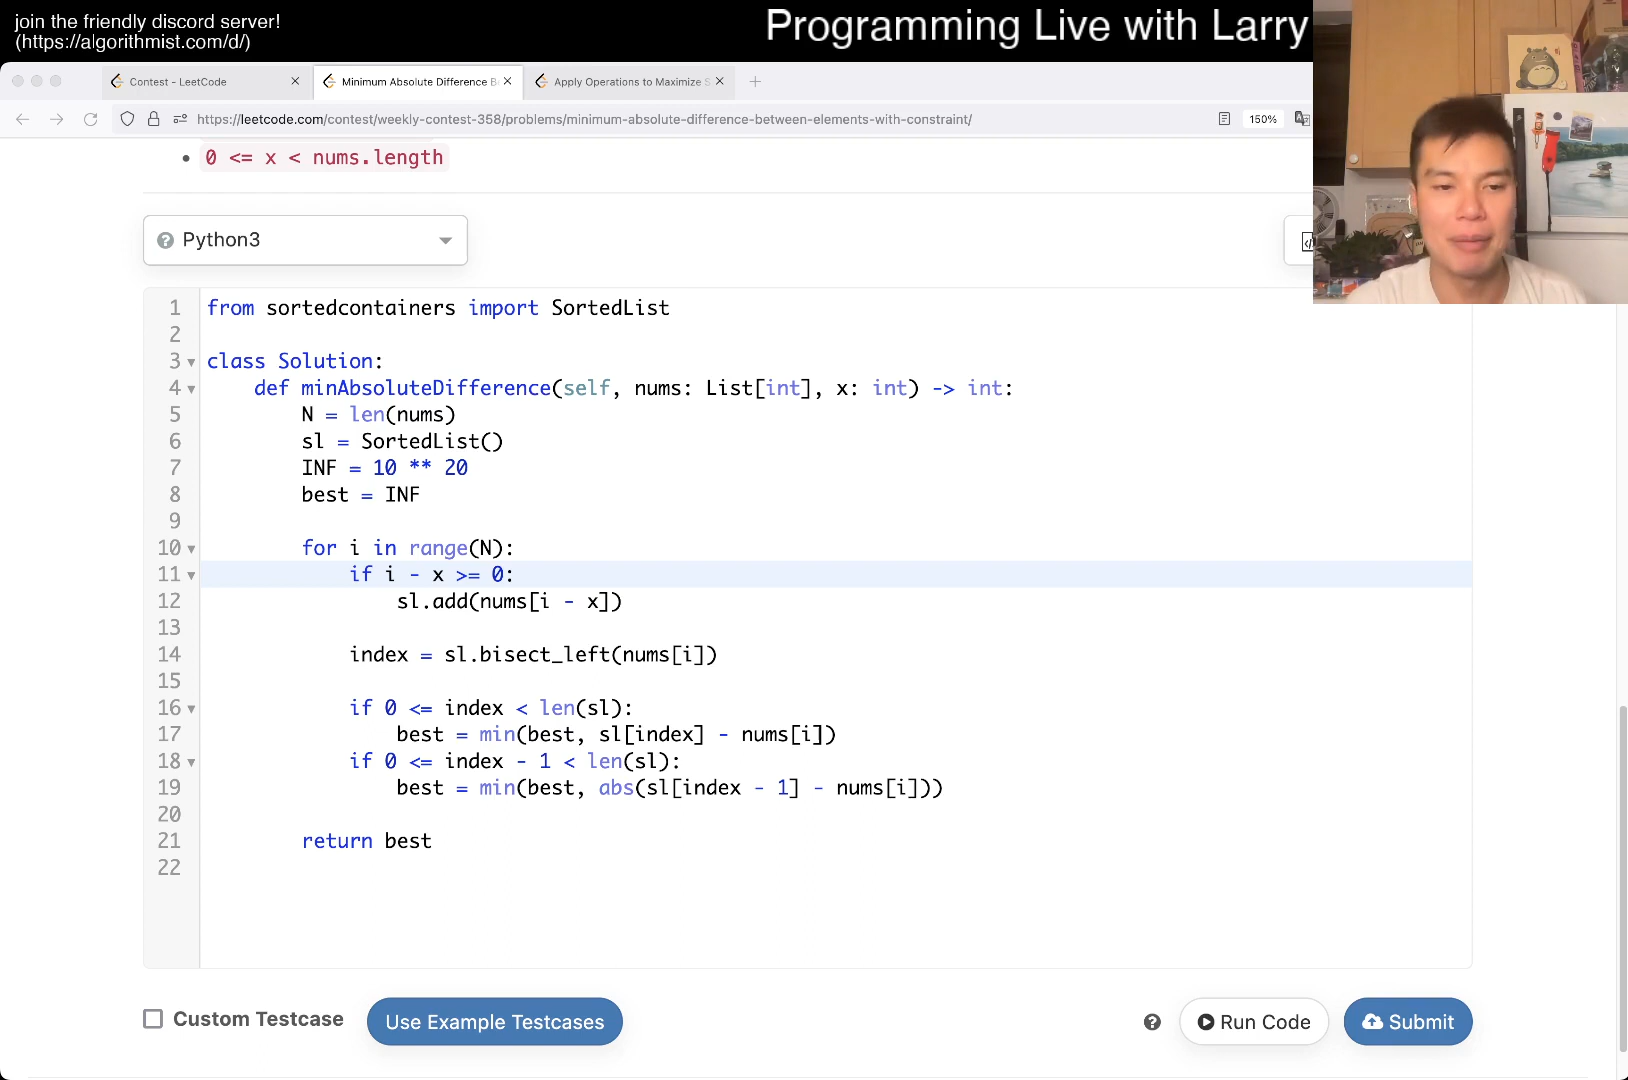 join the friendly discord server!
(https://algorithmist.com/d/)
Programming Live with Larry
Contest - LeetCode
Minimum Absolute Difference B
Apply Operations to Maximize S
https://leetcode.com/contest/weekly-contest-358/problems/minimum-absolute-difference-between-elements-with-constraint/
150%
0 <= x < nums.length
Python3
1 from sortedcontainers import SortedList
2
3 class Solution:
4     def minAbsoluteDifference(self, nums: List[int], x: int) -> int:
5         N = len(nums)
6         sl = SortedList()
7         INF = 10 ** 20
8         best = INF
9
10         for i in range(N):
11             if i - x >= 0:
12                 sl.add(nums[i - x])
13
14             index = sl.bisect_left(nums[i])
15
16             if 0 <= index < len(sl):
17                 best = min(best, sl[index] - nums[i])
18             if 0 <= index - 1 < len(sl):
19                 best = min(best, abs(sl[index - 1] - nums[i]))
20
21         return best
22
Custom Testcase
Use Example Testcases
Run Code
Submit